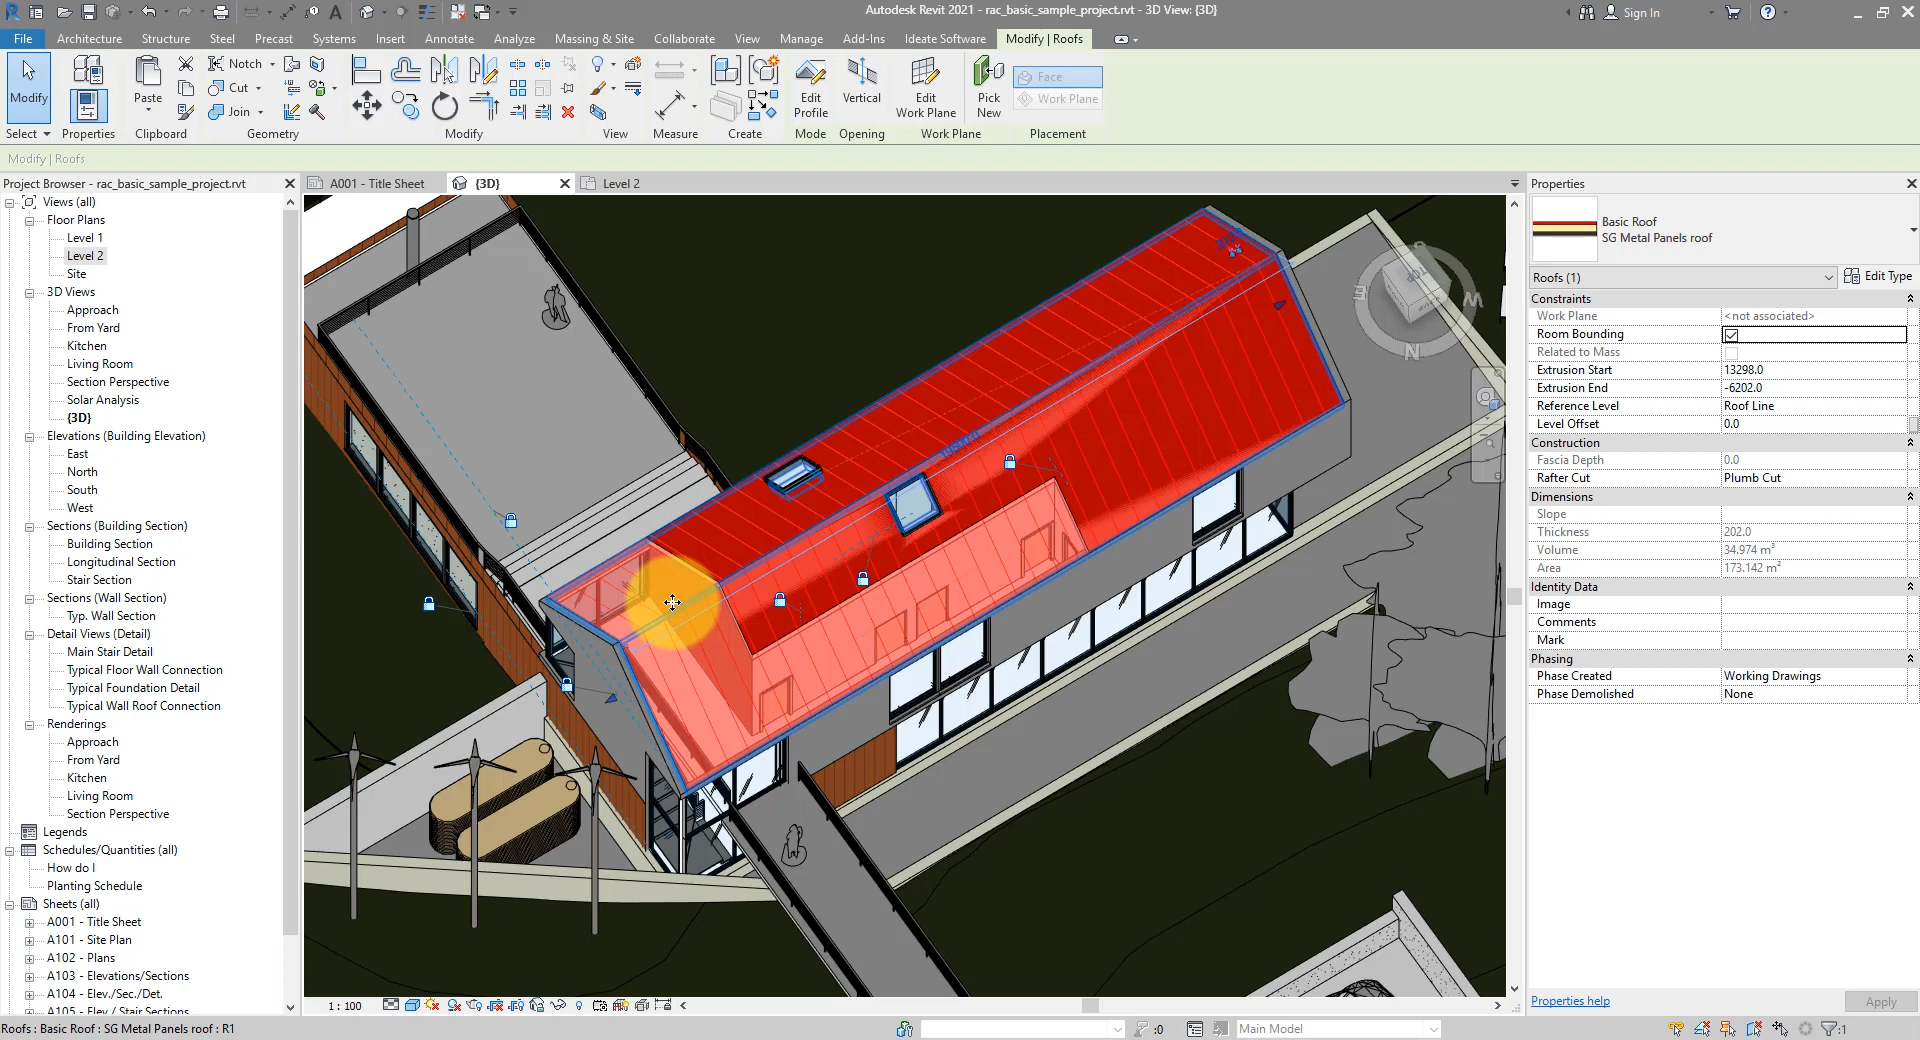 Autodesk Revit 2021 - rac_basic_sample_project.rvt - 3D View: {3D}
Sign In
File
Architecture
Structure
Steel
Precast
Systems
Insert
Annotate
Analyze
Massing & Site
Collaborate
View
Manage
Add-Ins
Ideate Software
Modify | Roofs
Modify
Paste
Notch
Cut
Join
Edit
Profile
Vertical
Edit
Work Plane
Pick
New
Face
Work Plane
Select
Properties
Clipboard
Geometry
Modify
View
Measure
Create
Mode
Opening
Work Plane
Placement
Modify | Roofs
Project Browser - rac_basic_sample_project.rvt
Views (all)
Floor Plans
Level 1
Level 2
Site
3D Views
Approach
From Yard
Kitchen
Living Room
Section Perspective
Solar Analysis
{3D}
Elevations (Building Elevation)
East
North
South
West
Sections (Building Section)
Building Section
Longitudinal Section
Stair Section
Sections (Wall Section)
Typ. Wall Section
Detail Views (Detail)
Main Stair Detail
Typical Floor Wall Connection
Typical Foundation Detail
Typical Wall Roof Connection
Renderings
Approach
From Yard
Kitchen
Living Room
Section Perspective
Legends
Schedules/Quantities (all)
How do I
Planting Schedule
Sheets (all)
A001 - Title Sheet
A101 - Site Plan
A102 - Plans
A103 - Elevations/Sections
A104 - Elev./Sec./Det.
A105 - Elev./ Stair Sections
A001 - Title Sheet
{3D}
Level 2
TOP
E
W
N
1 : 100
Properties
Basic Roof
SG Metal Panels roof
Roofs (1)
Edit Type
Constraints
Work Plane <not associated>
Room Bounding
Related to Mass
Extrusion Start 13298.0
Extrusion End -6202.0
Reference Level Roof Line
Level Offset 0.0
Construction
Fascia Depth 0.0
Rafter Cut Plumb Cut
Dimensions
Slope
Thickness 202.0
Volume 34.974 m³
Area 173.142 m²
Identity Data
Image
Comments
Mark
Phasing
Phase Created Working Drawings
Phase Demolished None
Properties help
Apply
Roofs : Basic Roof : SG Metal Panels roof : R1
:0
Main Model
:1